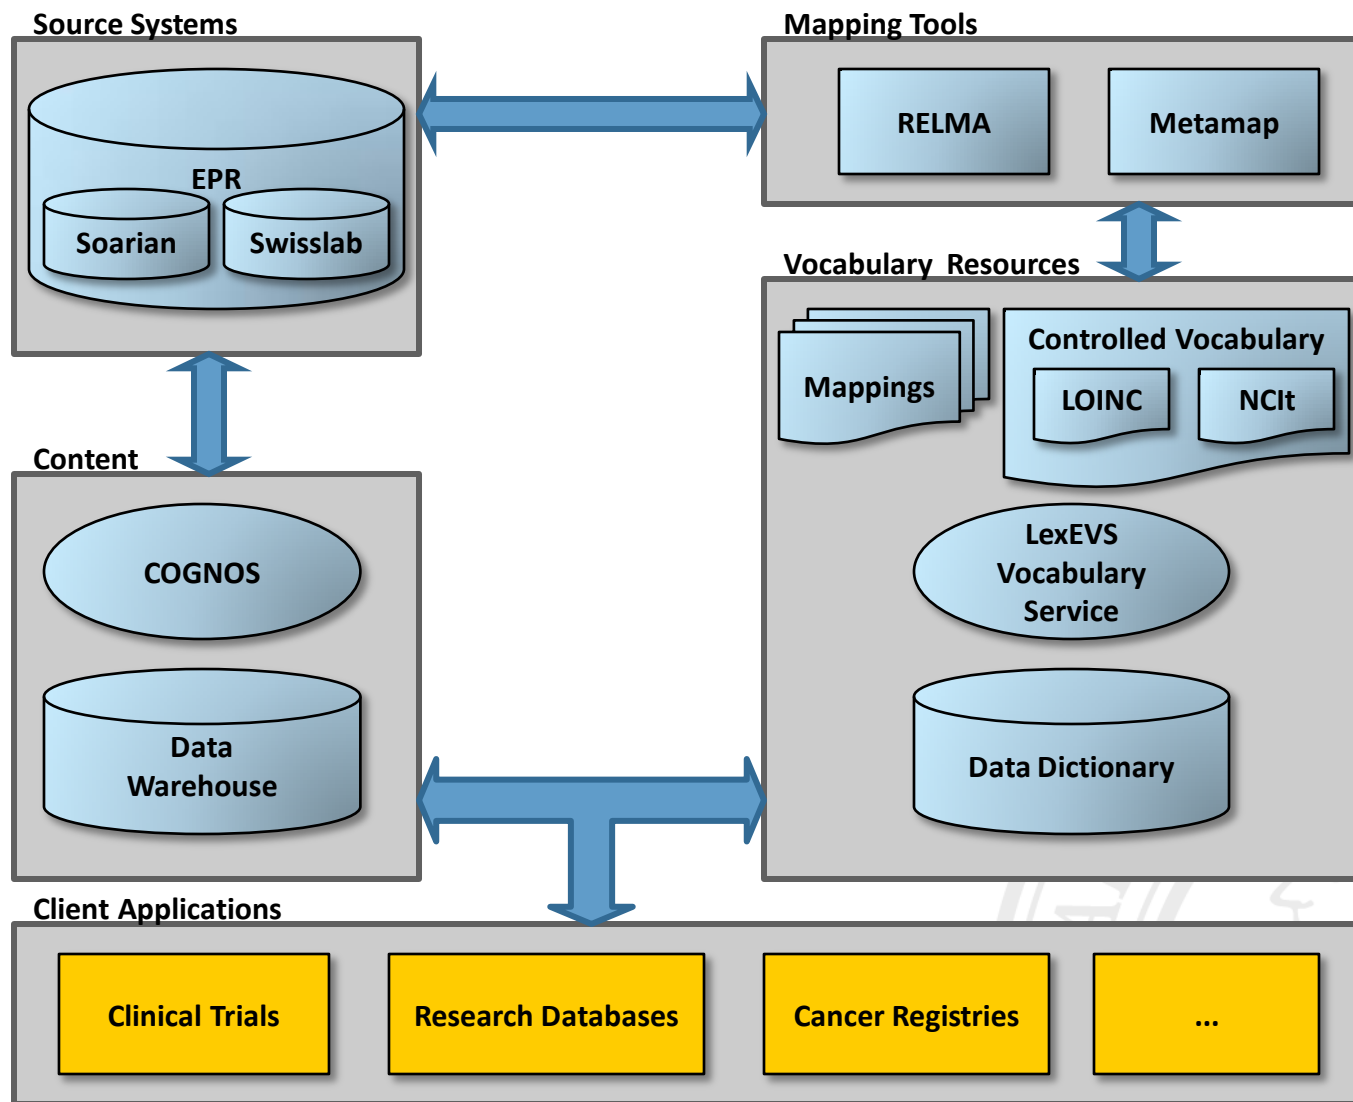 Source Systems
EPR
Soarian
Swisslab
Mapping Tools
RELMA
Metamap
Vocabulary Resources
Mappings
Controlled Vocabulary
LOINC
NCIt
LexEVS
Vocabulary
Service
Data Dictionary
Content
COGNOS
Data
Warehouse
Client Applications
Clinical Trials
Research Databases
Cancer Registries
...